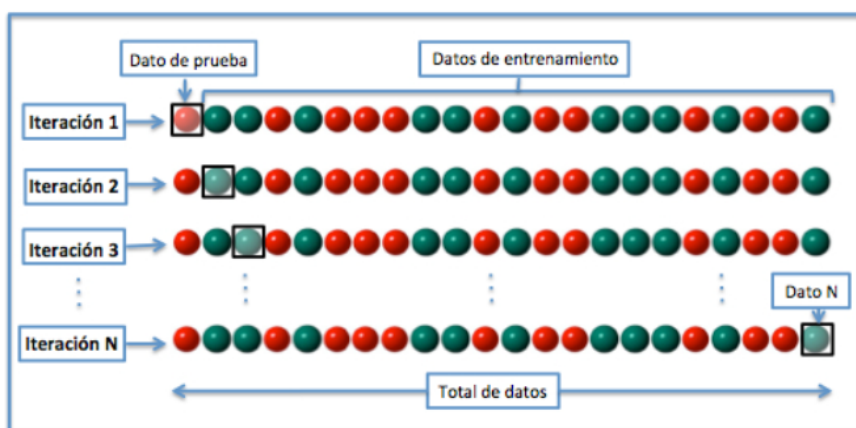 Dato de prueba
Datos de entrenamiento
Iteración 1
Iteración 2
Iteración 3
Dato N
Iteración N
Total de datos